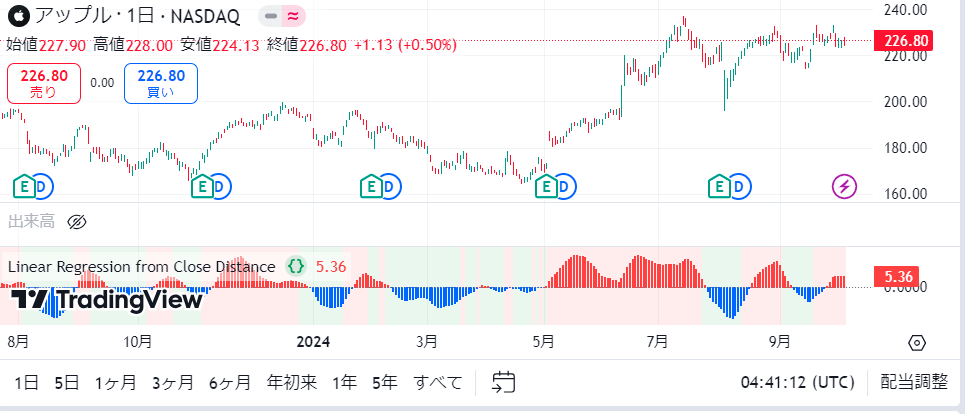 アップル · 1日 · NASDAQ
始値227.90 高値228.00 安値224.13 終値226.80 +1.13 (+0.50%)
226.80
売り
0.00
226.80
買い
240.00
226.80
220.00
200.00
180.00
160.00
E D E D E D E D E D
出来高
Linear Regression from Close Distance {} 5.36
5.36
0.0000
TradingView
8月 10月 2024 3月 5月 7月 9月
1日 5日 1ヶ月 3ヶ月 6ヶ月 年初来 1年 5年 すべて 04:41:12 (UTC) 配当調整